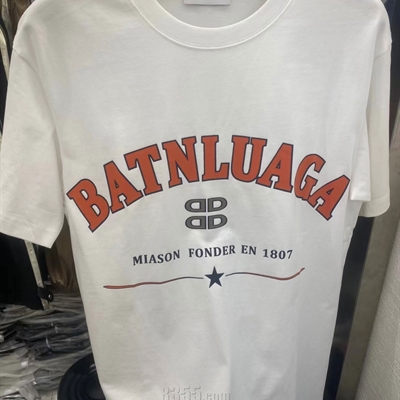 BATNLUAGA
MIASON FONDER EN 1807